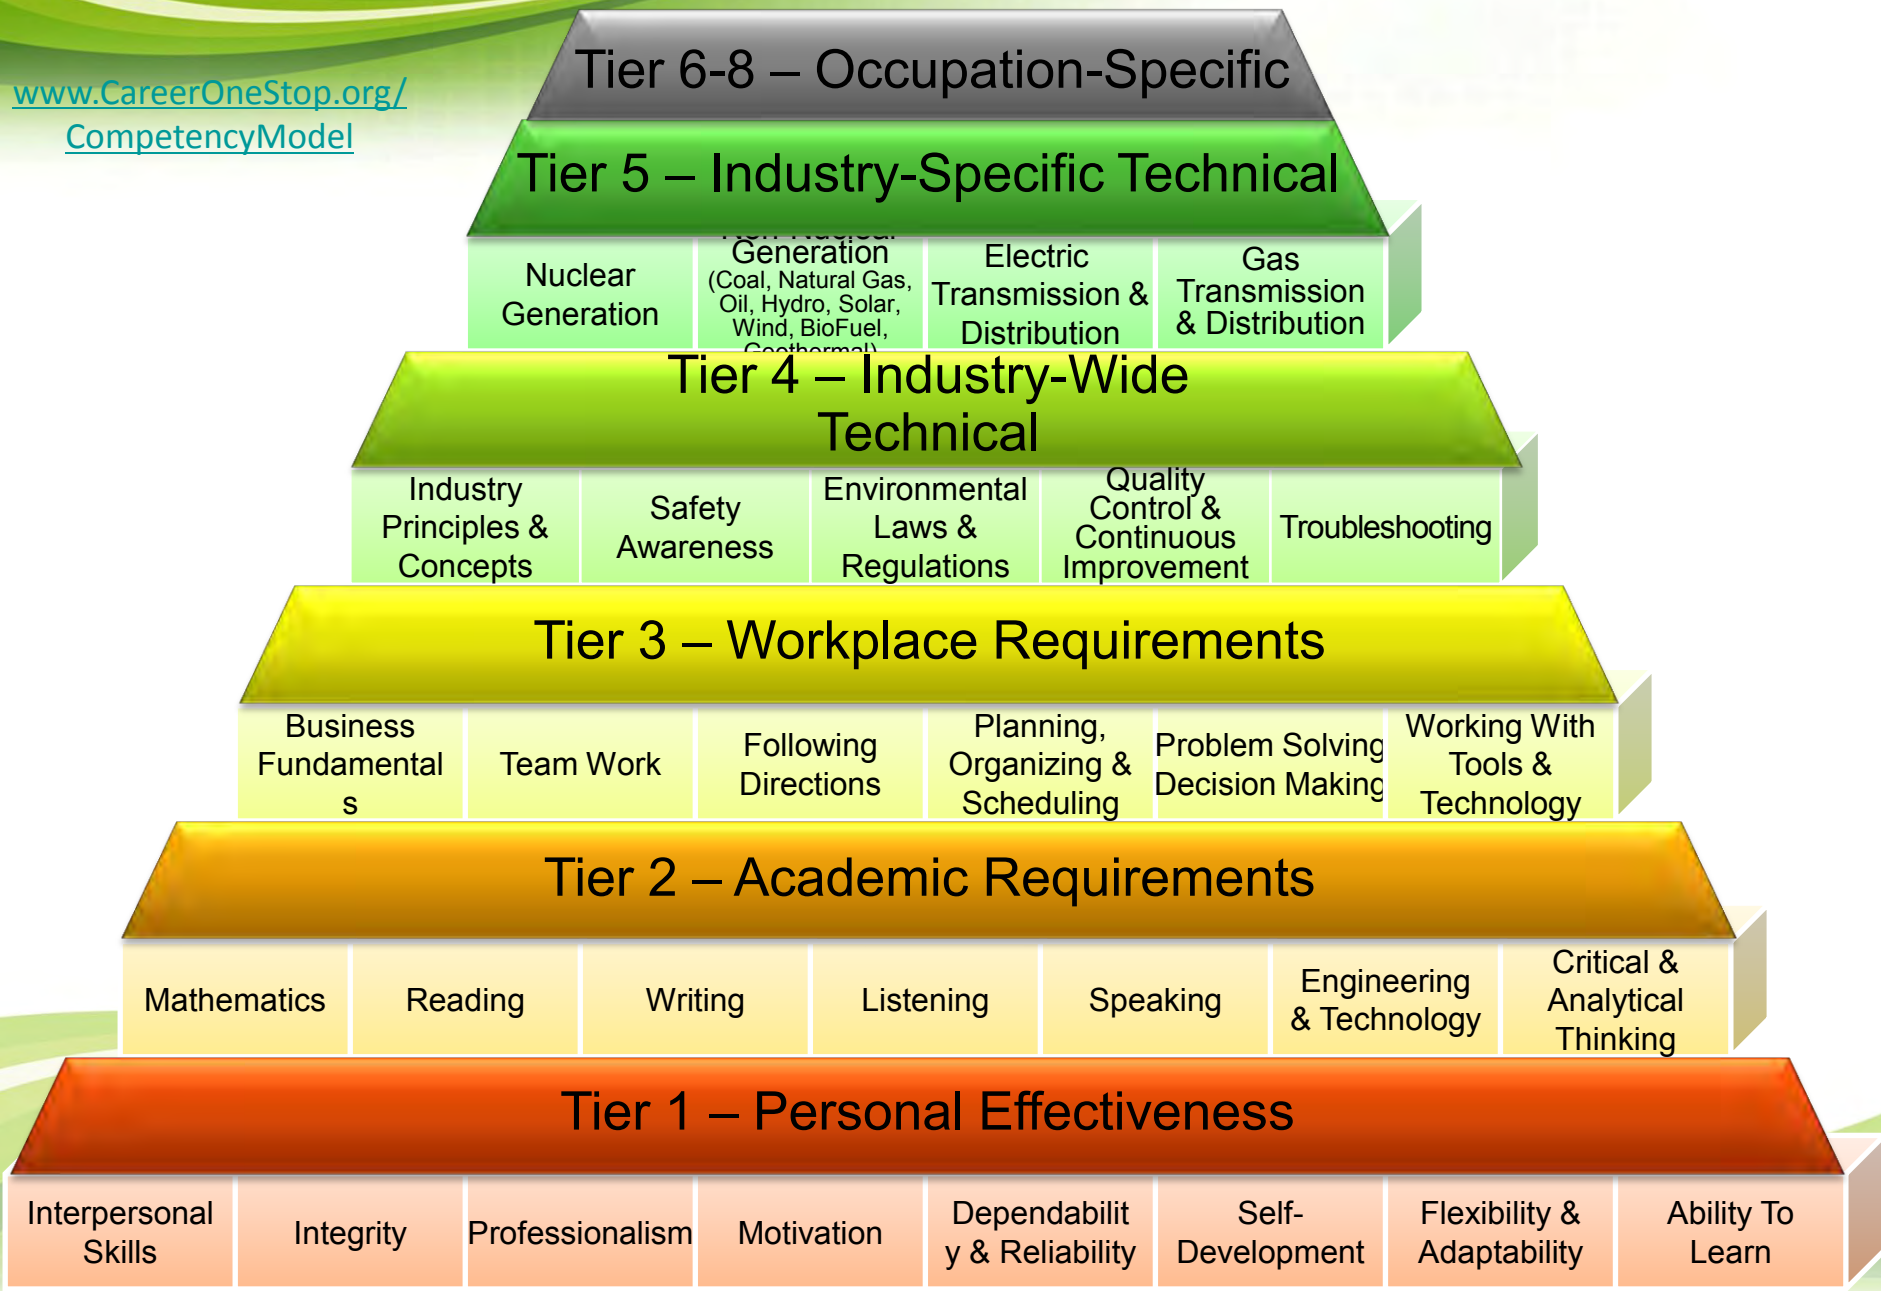 www.CareerOneStop.org/
CompetencyModel
Tier 6-8 – Occupation-Specific
Tier 5 – Industry-Specific Technical
Nuclear
Generation
Non-Nuclear
Generation
(Coal, Natural Gas,
Oil, Hydro, Solar,
Wind, BioFuel,
Geothermal)
Electric
Transmission &
Distribution
Gas
Transmission
& Distribution
Tier 4 – Industry-Wide
Technical
Industry
Principles &
Concepts
Safety
Awareness
Environmental
Laws &
Regulations
Quality
Control &
Continuous
Improvement
Troubleshooting
Tier 3 – Workplace Requirements
Business
Fundamental
s
Team Work
Following
Directions
Planning,
Organizing &
Scheduling
Problem Solving
Decision Making
Working With
Tools &
Technology
Tier 2 – Academic Requirements
Mathematics
Reading
Writing
Listening
Speaking
Engineering
& Technology
Critical &
Analytical
Thinking
Tier 1 – Personal Effectiveness
Interpersonal
Skills
Integrity
Professionalism
Motivation
Dependabilit
y & Reliability
Self-
Development
Flexibility &
Adaptability
Ability To
Learn